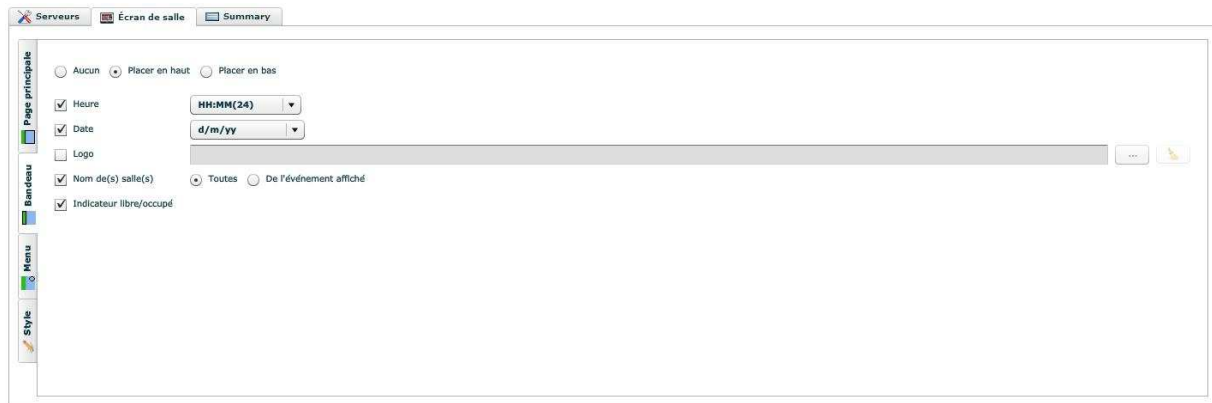 Serveurs Écran de salle Summary
Page principale
Aucun Placer en haut Placer en bas
Heure HH:MM(24)
Date d/m/yy
Logo ...
Bandeau
Nom de(s) salle(s) Toutes De l'événement affiché
Indicateur libre/occupé
Menu
Style